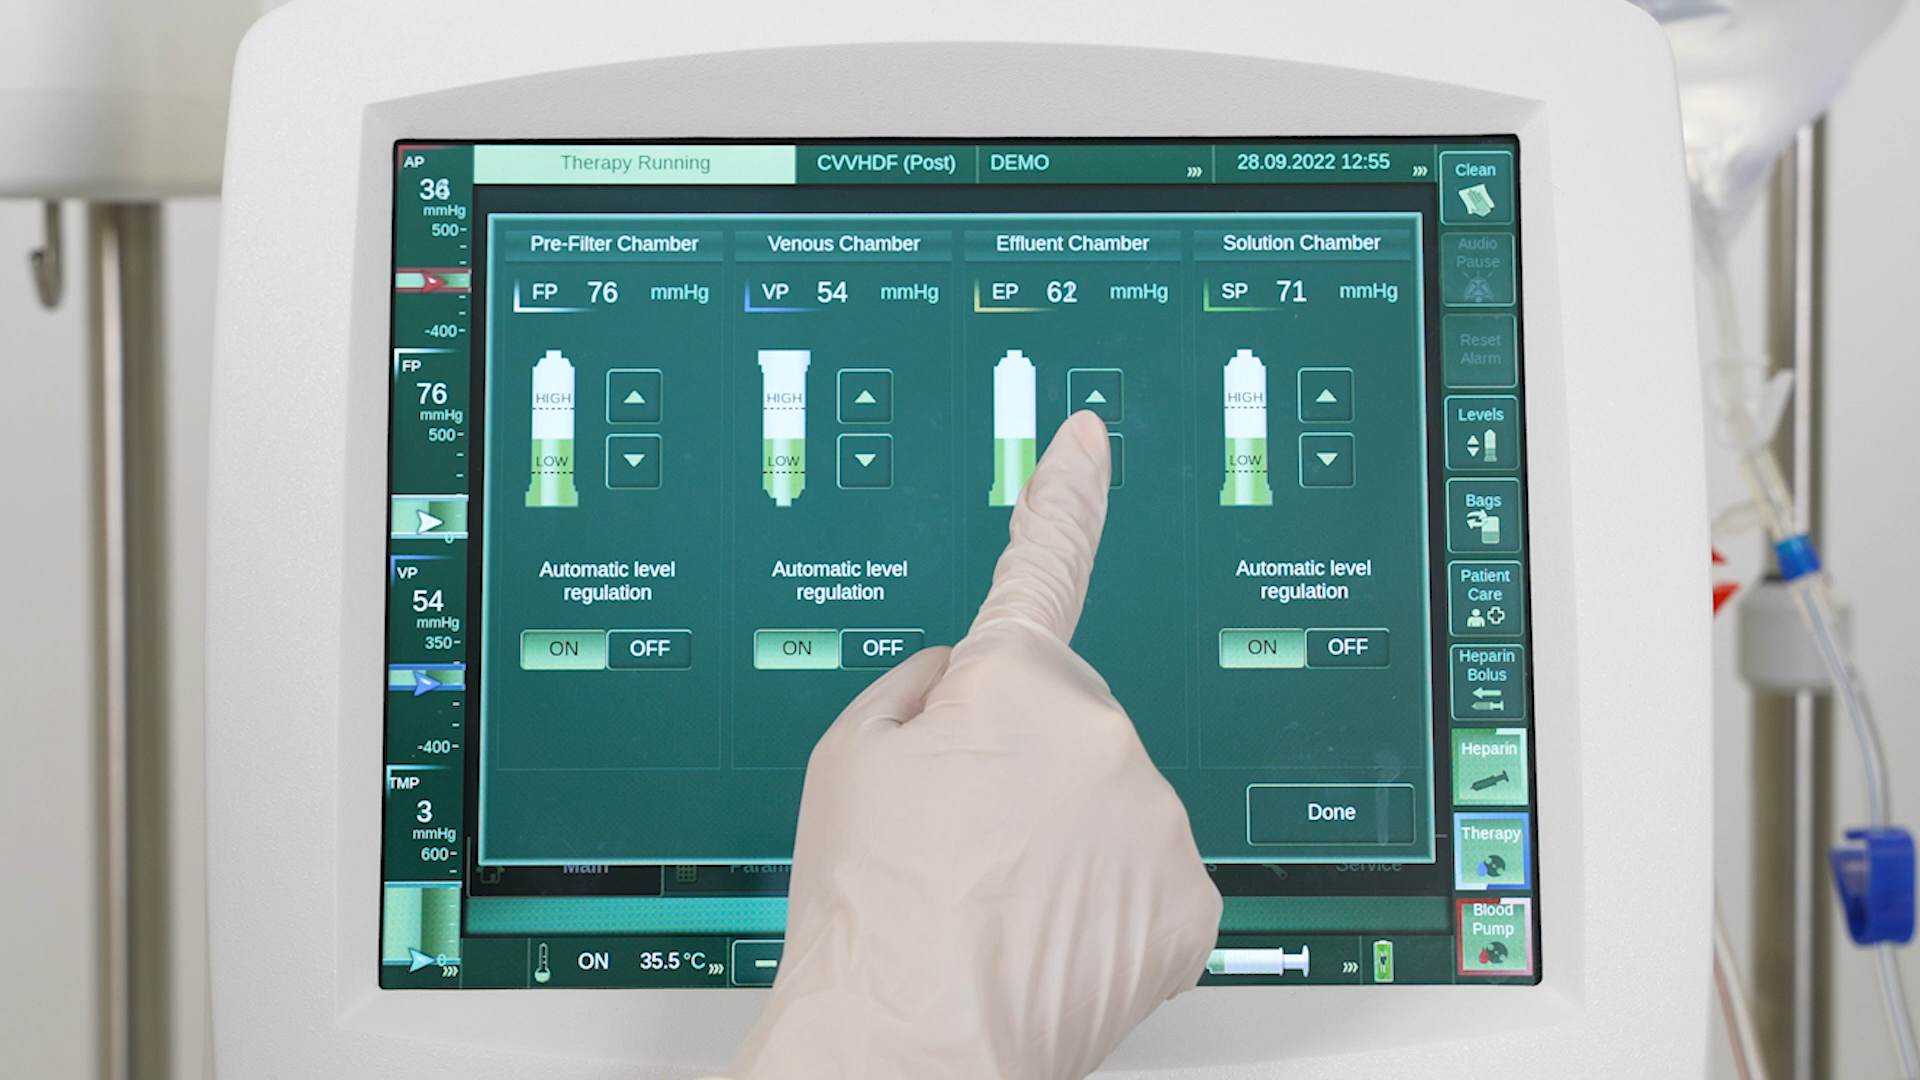 Therapy Running
CVVHDF (Post)
DEMO
28.09.2022 12:55
AP
mmHg
500
-400
FP
76
mmHg
500
0
VP
54
mmHg
350
-400
TMP
3
mmHg
600
0
Pre-Filter Chamber
FP 76 mmHg
HIGH
LOW
Automatic level
regulation
ON OFF
Venous Chamber
VP 54 mmHg
HIGH
LOW
Automatic level
regulation
ON OFF
Effluent Chamber
EP mmHg
Solution Chamber
SP 71 mmHg
HIGH
LOW
Automatic level
regulation
ON OFF
Done
Main
Service
ON 35.5 °C
Clean
Audio
Pause
Reset
Alarm
Levels
Bags
Patient
Care
Heparin
Bolus
Heparin
Therapy
Blood
Pump